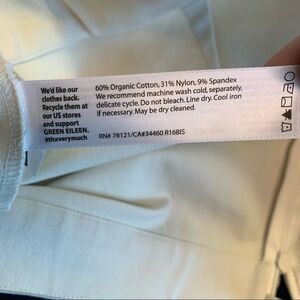 We'd like our
clothes back.
Recycle them at
our US stores
and support
GREEN EILEEN.
#thxverymuch
60% Organic Cotton, 31% Nylon, 9% Spandex
We recommend machine wash cold, separately,
delicate cycle. Do not bleach. Line dry. Cool iron
If necessary. May be dry cleaned.
RN# 78121/CA#34460 R16BIS